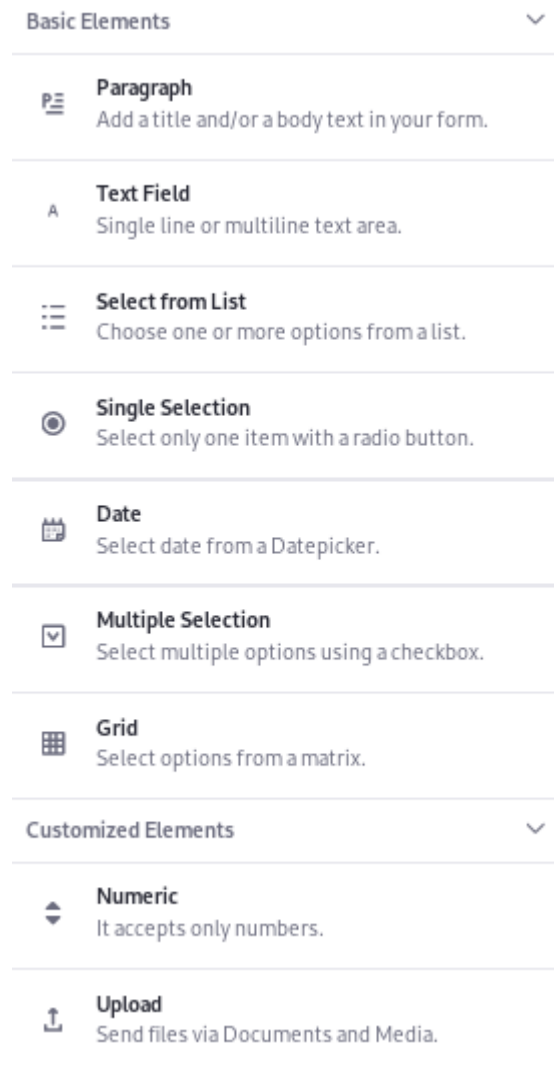 Basic Elements
Paragraph
Add a title and/or a body text in your form.
Text Field
Single line or multiline text area.
Select from List
Choose one or more options from a list.
Single Selection
Select only one item with a radio button.
Date
Select date from a Datepicker.
Multiple Selection
Select multiple options using a checkbox.
Grid
Select options from a matrix.
Customized Elements
Numeric
It accepts only numbers.
Upload
Send files via Documents and Media.